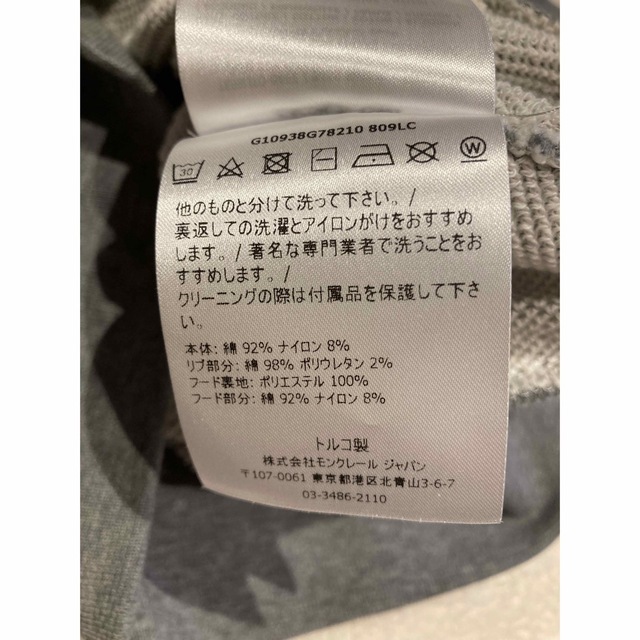 G10938G78210 809LC
30
W
他のものと分けて洗って下さい。/
裏返しての洗濯とアイロンがけをおすすめ
します。/ 著名な専門業者で洗うことをお
すすめします。/
クリーニングの際は付属品を保護して下さ
い。
本体: 綿 92% ナイロン 8%
リブ部分: 綿 98% ポリウレタン 2%
フード裏地: ポリエステル 100%
フード部分: 綿 92% ナイロン 8%
トルコ製
株式会社モンクレール ジャパン
〒107-0061 東京都港区北青山3-6-7
03-3486-2110